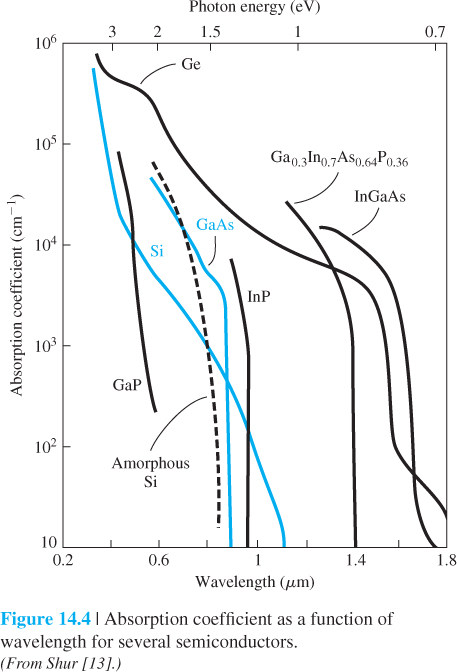 Photon energy (eV)
3 2 1.5 1 0.7
10⁶
Ge
10⁵
Ga₀.₃In₀.₇As₀.₆₄P₀.₃₆
InGaAs
GaAs
10⁴
Si
InP
10³
GaP
10²
Amorphous
Si
10
0.2 0.6 1 1.4 1.8
Absorption coefficient (cm⁻¹)
Wavelength (μm)
Figure 14.4 | Absorption coefficient as a function of
wavelength for several semiconductors.
(From Shur [13].)